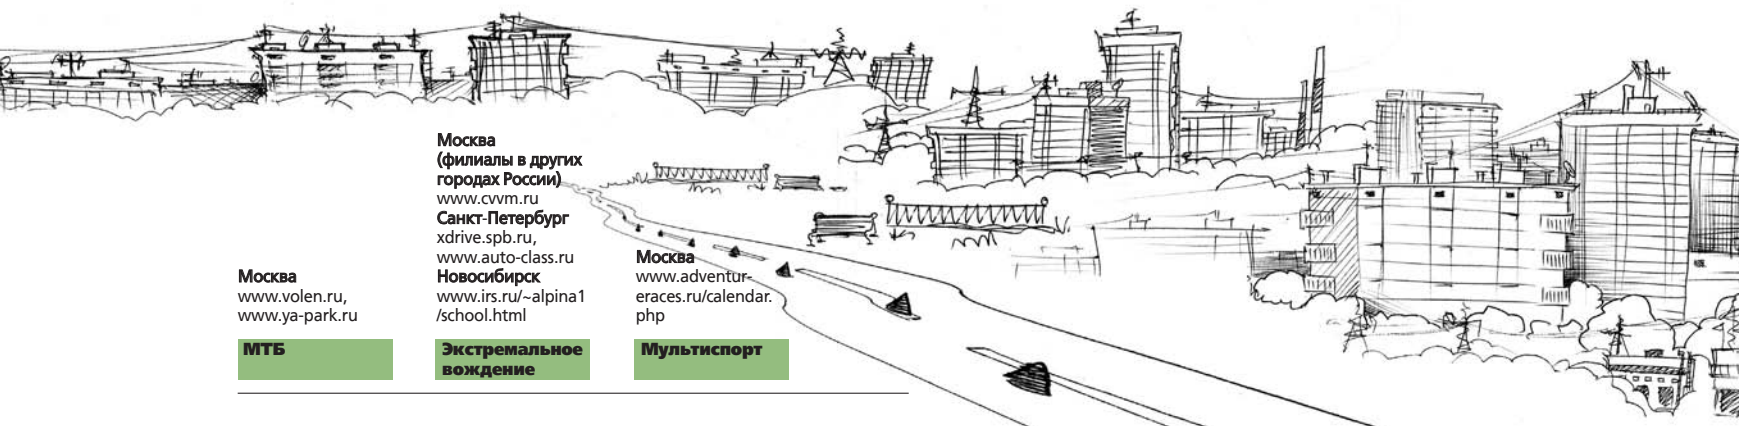 Москва
www.volen.ru,
www.ya-park.ru
МТБ
Москва
(филиалы в других
городах России)
www.cvvm.ru
Санкт-Петербург
xdrive.spb.ru,
www.auto-class.ru
Новосибирск
www.irs.ru/~alpina1
/school.html
Экстремальное
вождение
Москва
www.adventur-
eraces.ru/calendar.
php
Мультиспорт